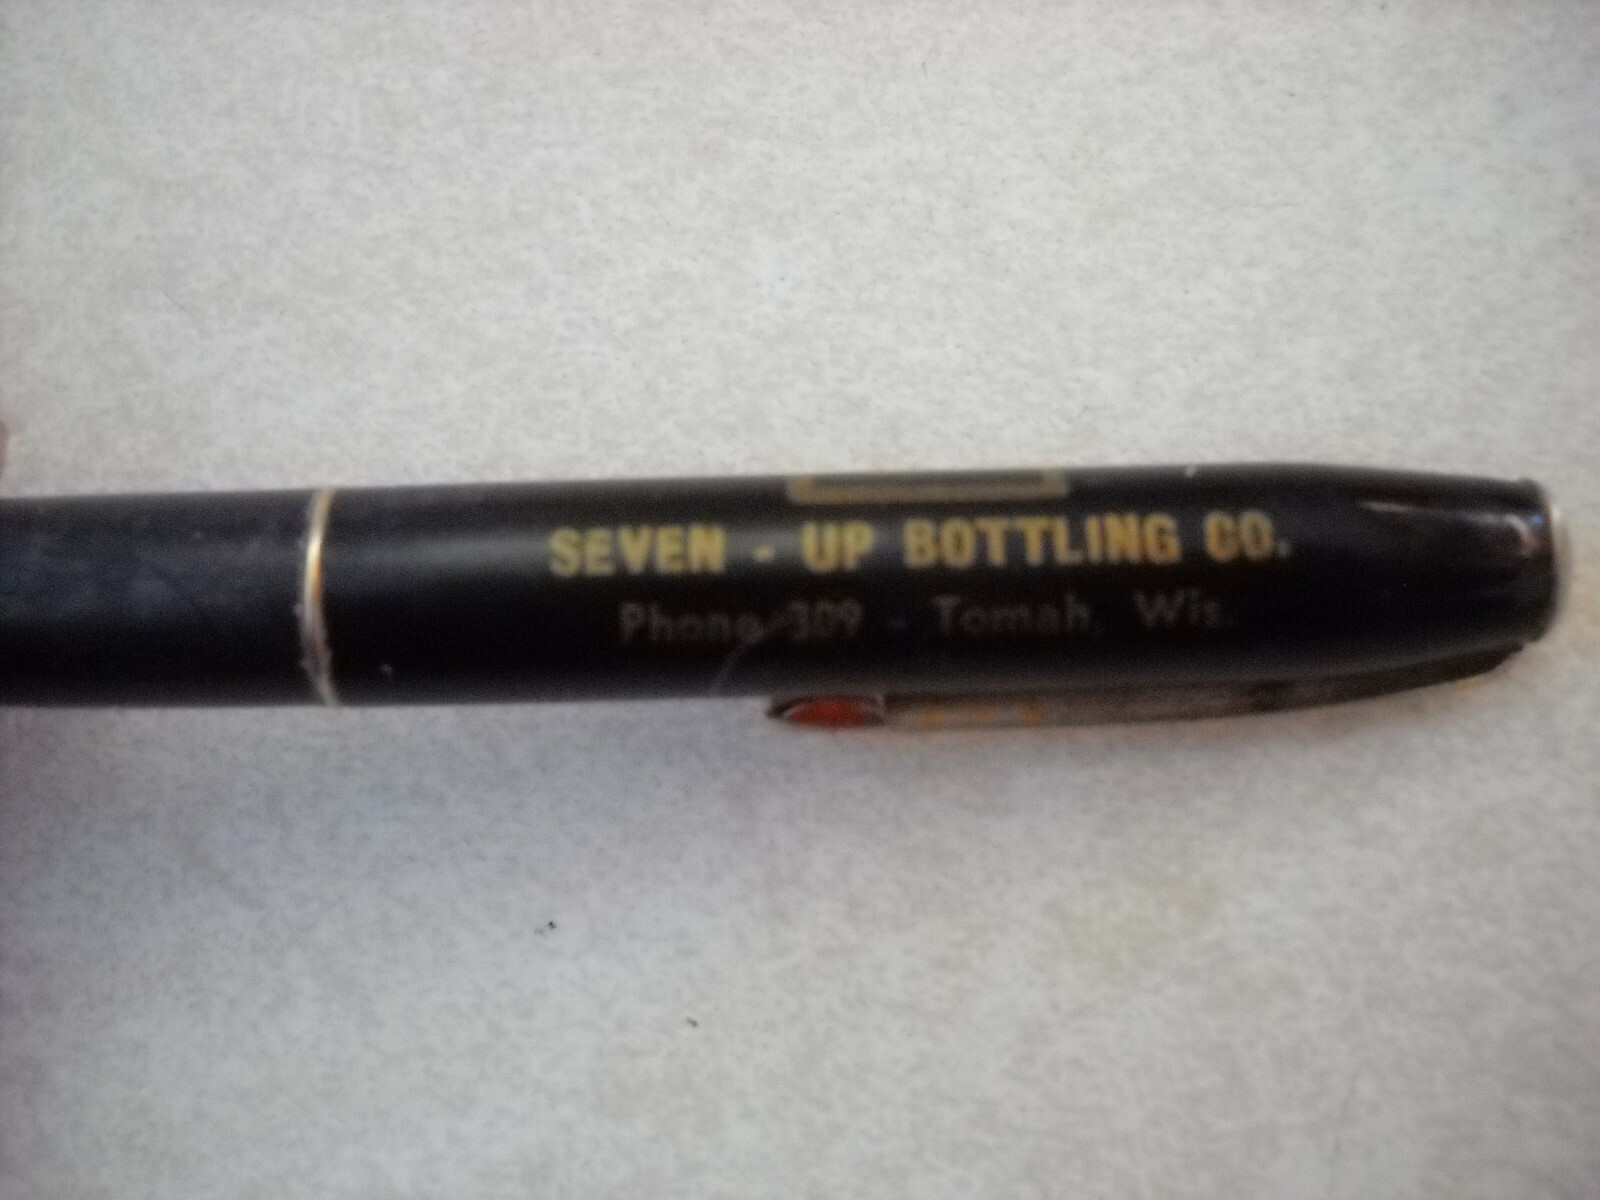 SEVEN - UP BOTTLING CO.
Phone 309 - Tomah, Wis.